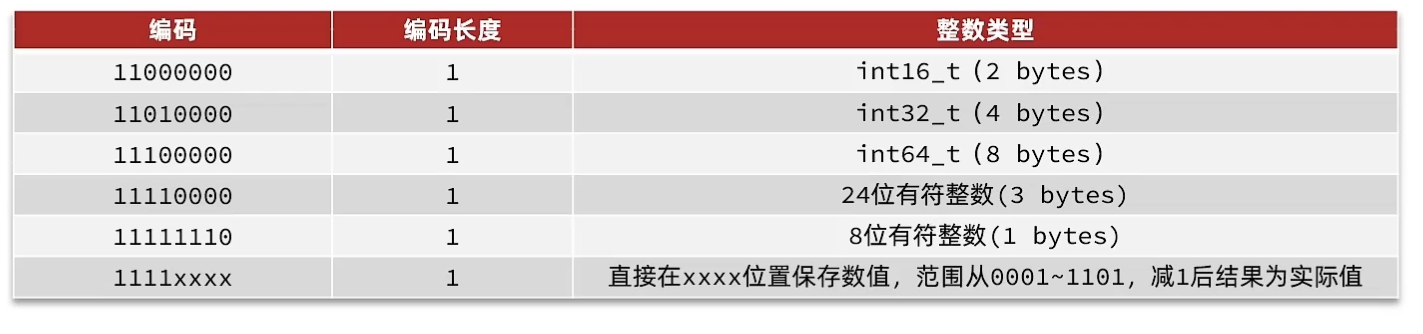 编码 编码长度 整数类型
11000000 1 int16_t (2 bytes)
11010000 1 int32_t (4 bytes)
11100000 1 int64_t (8 bytes)
11110000 1 24位有符整数(3 bytes)
11111110 1 8位有符整数(1 bytes)
1111xxxx 1 直接在xxxx位置保存数值，范围从0001~1101，减1后结果为实际值